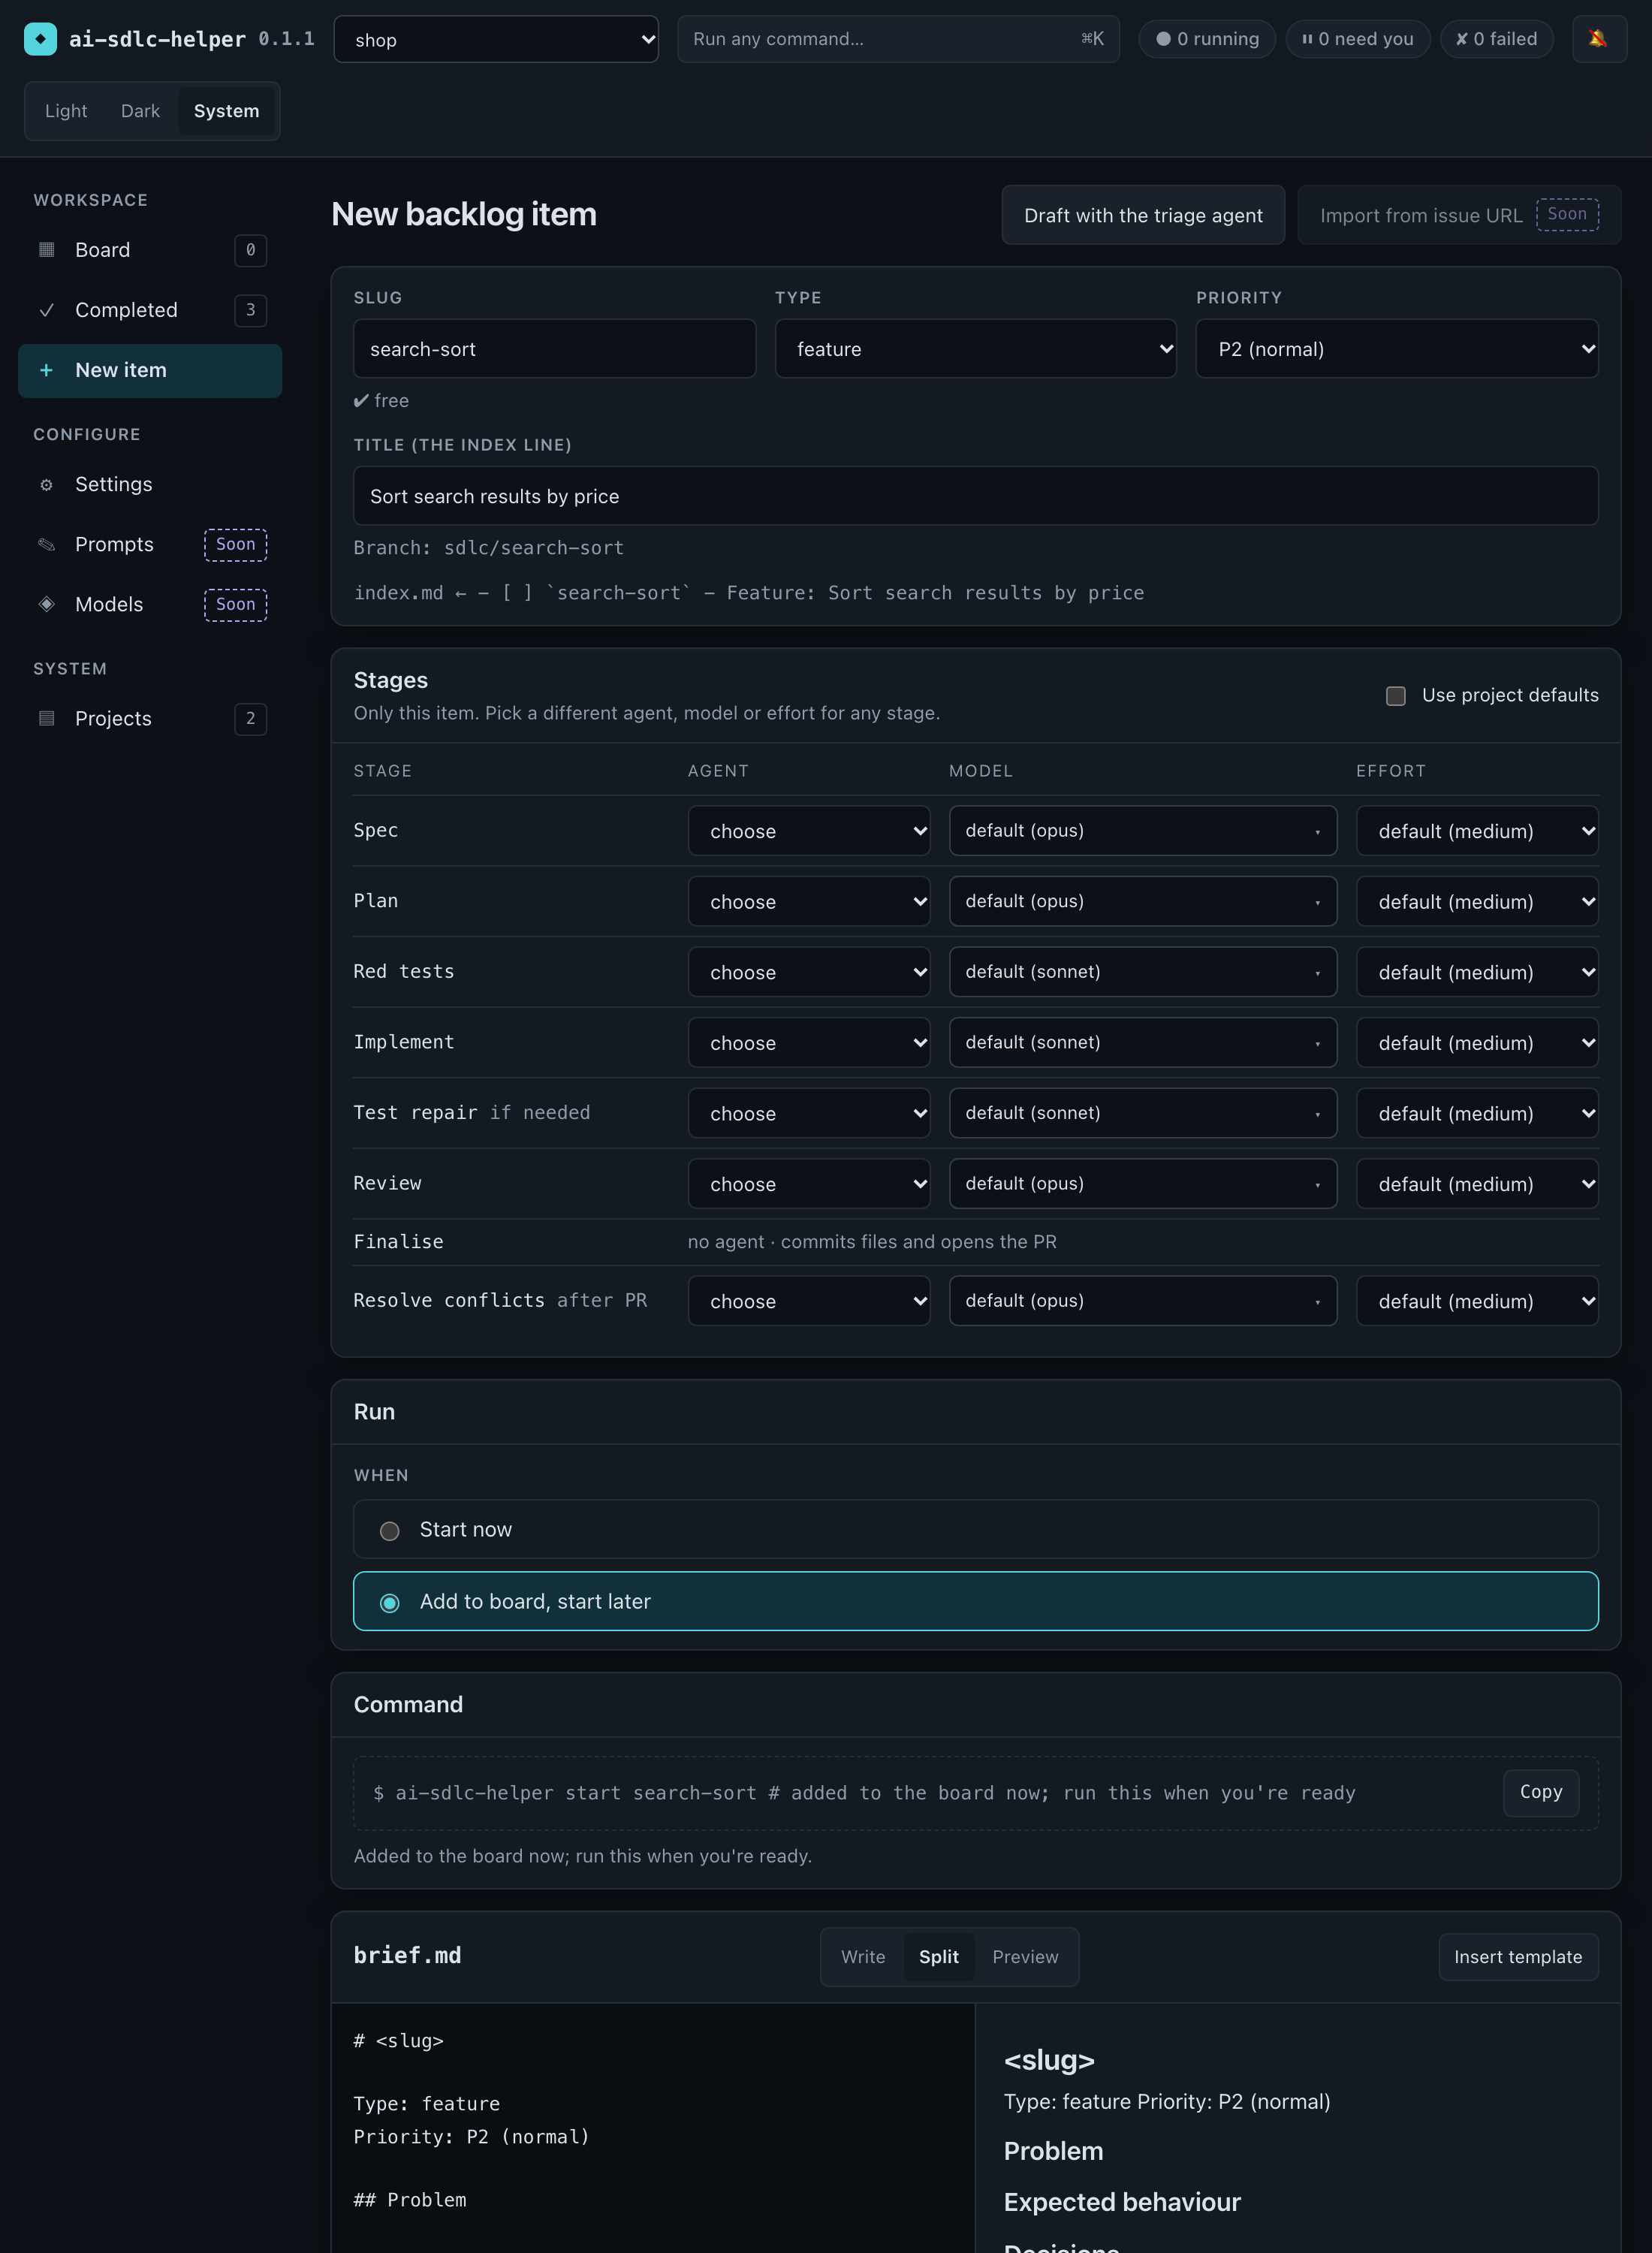 ai-sdlc-helper 0.1.1
shop
Run any command... ⌘K
0 running
0 need you
✘ 0 failed
Light Dark System
WORKSPACE
Board 0
✓ Completed 3
+ New item
CONFIGURE
Settings
Prompts Soon
Models Soon
SYSTEM
Projects 2
New backlog item
Draft with the triage agent
Import from issue URL Soon
SLUG TYPE PRIORITY
search-sort feature P2 (normal)
✔ free
TITLE (THE INDEX LINE)
Sort search results by price
Branch: sdlc/search-sort
index.md ← - [ ] `search-sort` — Feature: Sort search results by price
Stages
Only this item. Pick a different agent, model or effort for any stage.
Use project defaults
STAGE AGENT MODEL EFFORT
Spec choose default (opus) default (medium)
Plan choose default (opus) default (medium)
Red tests choose default (sonnet) default (medium)
Implement choose default (sonnet) default (medium)
Test repair if needed choose default (sonnet) default (medium)
Review choose default (opus) default (medium)
Finalise no agent · commits files and opens the PR
Resolve conflicts after PR choose default (opus) default (medium)
Run
WHEN
Start now
Add to board, start later
Command
$ ai-sdlc-helper start search-sort # added to the board now; run this when you're ready
Copy
Added to the board now; run this when you're ready.
brief.md
Write Split Preview
Insert template
# <slug>
Type: feature
Priority: P2 (normal)
## Problem
<slug>
Type: feature Priority: P2 (normal)
Problem
Expected behaviour
Decisions